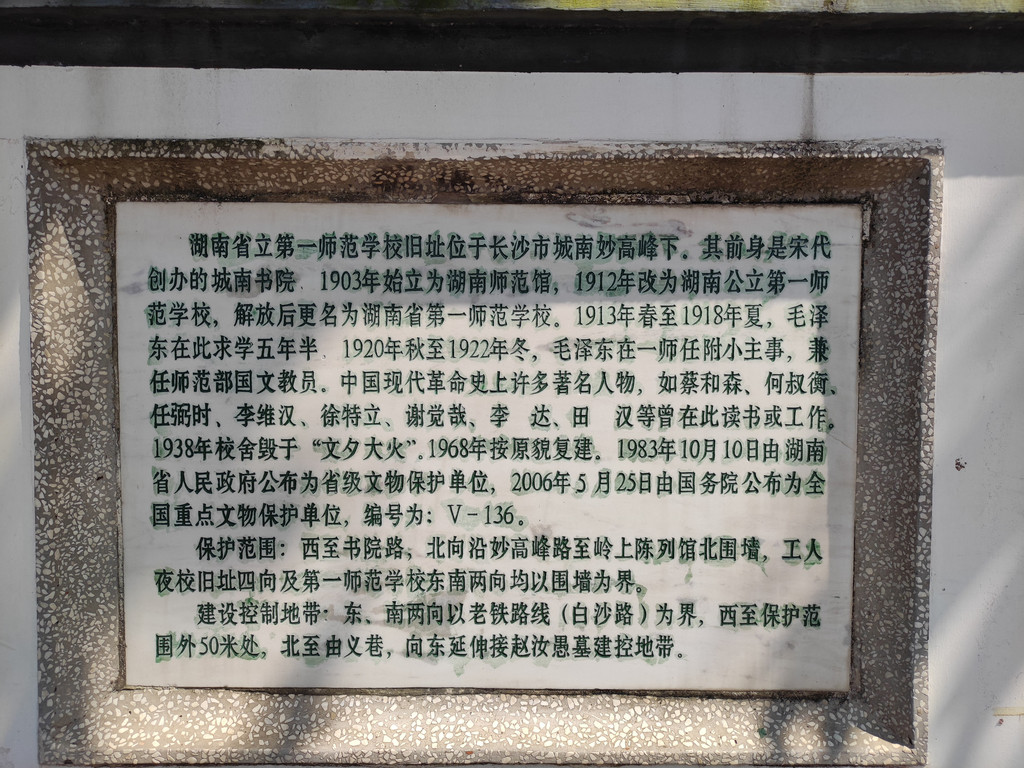 湖南省立第一师范学校旧址位于长沙市城南妙高峰下。其前身是宋代
创办的城南书院．1903年始立为湖南师范馆，1912年改为湖南公立第一师
范学校，解放后更名为湖南省第一师范学校。1913年春至1918年夏，毛泽
东在此求学五年半．1920年秋至1922年冬，毛泽东在一师任附小主事，兼
任师范部国文教员。中国现代革命史上许多著名人物，如蔡和森、何叔衡、
任弼时、李维汉、徐特立、谢觉哉、李 达、田 汉等曾在此读书或工作。
1938年校舍毁于“文夕大火”.1968年按原貌复建。 1983年10月10日由湖南
省人民政府公布为省级文物保护单位，2006年5月25日由国务院公布为全
国重点文物保护单位，编号为：V－136。
保护范围：西至书院路，北向沿妙高峰路至岭上陈列馆北围墙，工人
夜校旧址四向及第一师范学校东南两向均以围墙为界。
建设控制地带：东、南两向以老铁路线（白沙路）为界，西至保护范
围外50米处，北至由义巷，向东延伸接赵汝愚墓建控地带。